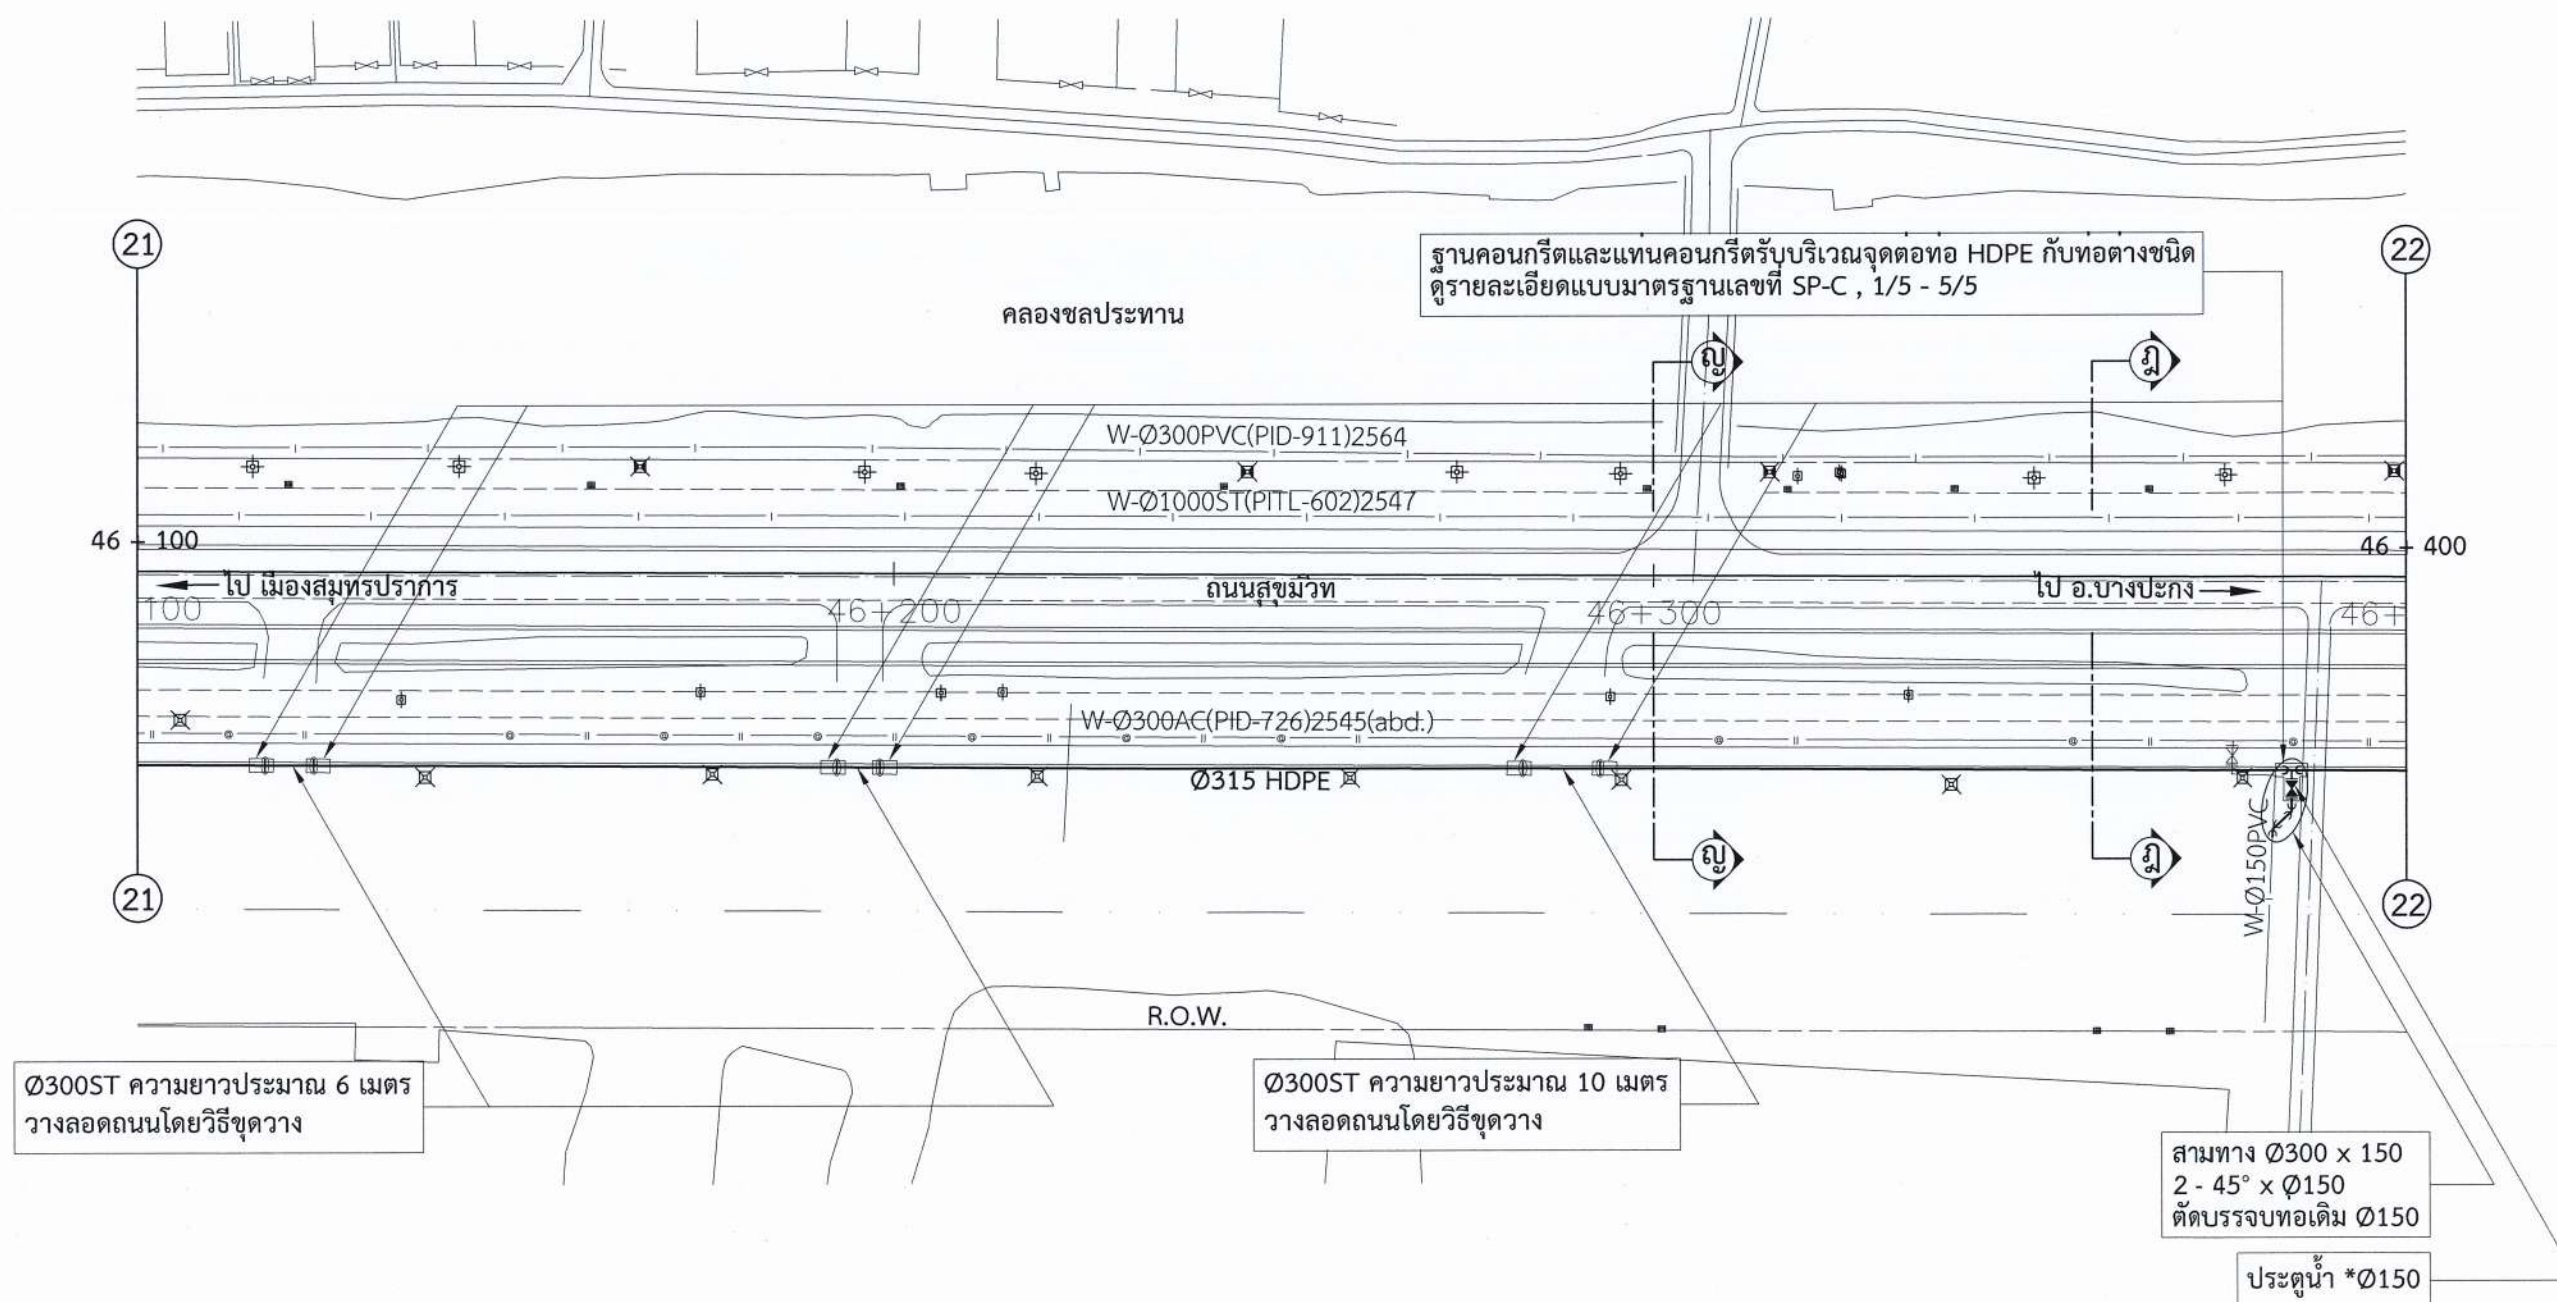 21
22
ฐานคอนกรีตและแทนคอนกรีตรับบริเวณจุดตอทอ HDPE กับทอตางชนิด
ดูรายละเอียดแบบมาตรฐานเลขที่ SP-C , 1/5 - 5/5
คลองชลประทาน
ญ
ฎ
W-Ø300PVC(PID-911)2564
W-Ø1000ST(PITL-602)2547
46 100
46 400
ไป เมืองสมุทรปราการ
ถนนสุขุมวิท
ไป อ.บางปะกง
100
46+200
46+300
46+
W-Ø300AC(PID-726)2545(abd.)
Ø315 HDPE
W-Ø150PVC
ญ
ฎ
21
22
R.O.W.
Ø300ST ความยาวประมาณ 6 เมตร
วางลอดถนนโดยวิธีขุดวาง
Ø300ST ความยาวประมาณ 10 เมตร
วางลอดถนนโดยวิธีขุดวาง
สามทาง Ø300 x 150
2 - 45° x Ø150
ตัดบรรจบทอเดิม Ø150
ประตูน้ำ *Ø150